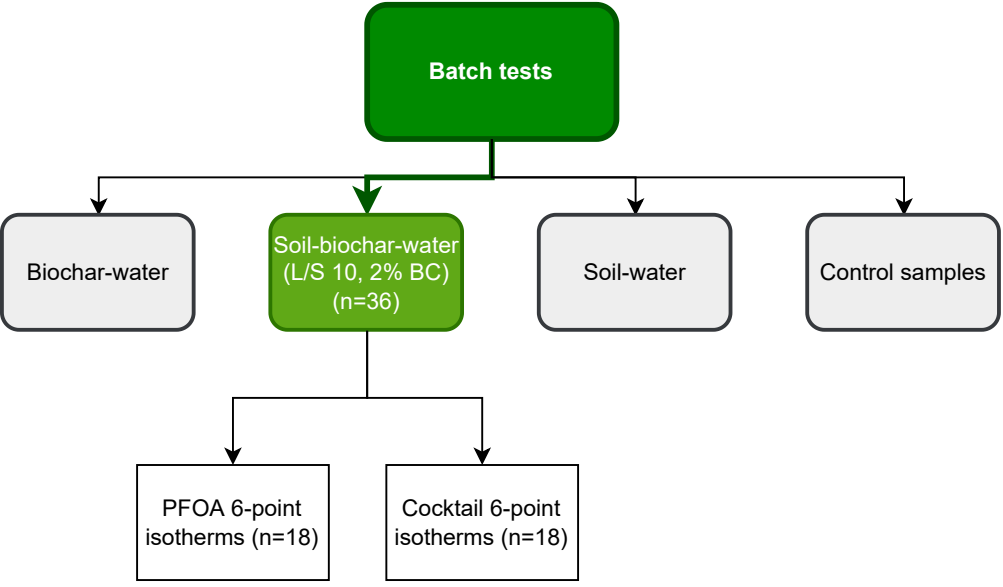 Batch tests
Biochar-water
Soil-biochar-water
(L/S 10, 2% BC)
(n=36)
Soil-water
Control samples
PFOA 6-point
isotherms (n=18)
Cocktail 6-point
isotherms (n=18)